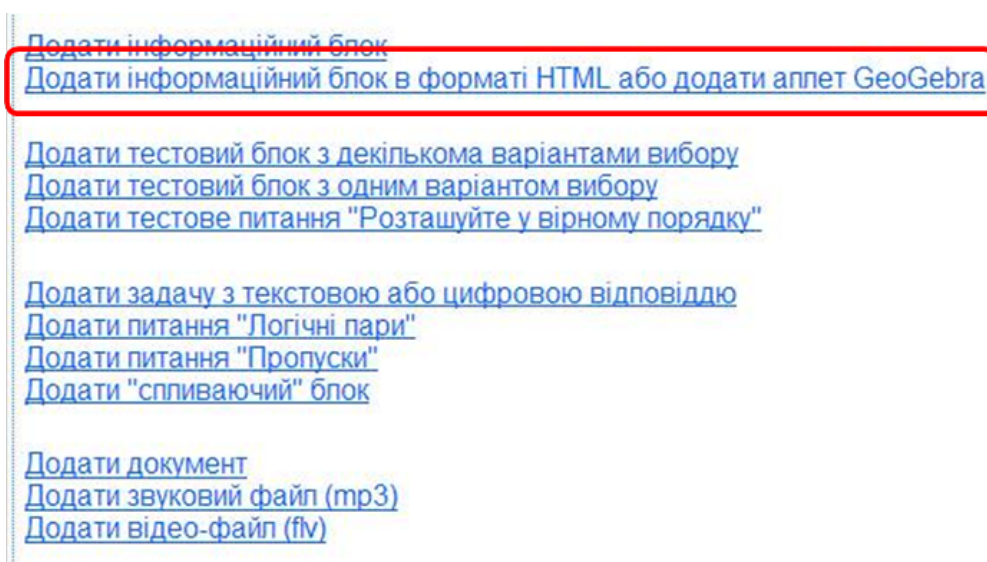 Додати інформаційний блок
Додати інформаційний блок в форматі HTML або додати аплет GeoGebra
Додати тестовий блок з декількома варіантами вибору
Додати тестовий блок з одним варіантом вибору
Додати тестове питання "Розташуйте у вірному порядку"
Додати задачу з текстовою або цифровою відповіддю
Додати питання "Логічні пари"
Додати питання "Пропуски"
Додати "спливаючий" блок
Додати документ
Додати звуковий файл (mp3)
Додати відео-файл (flv)